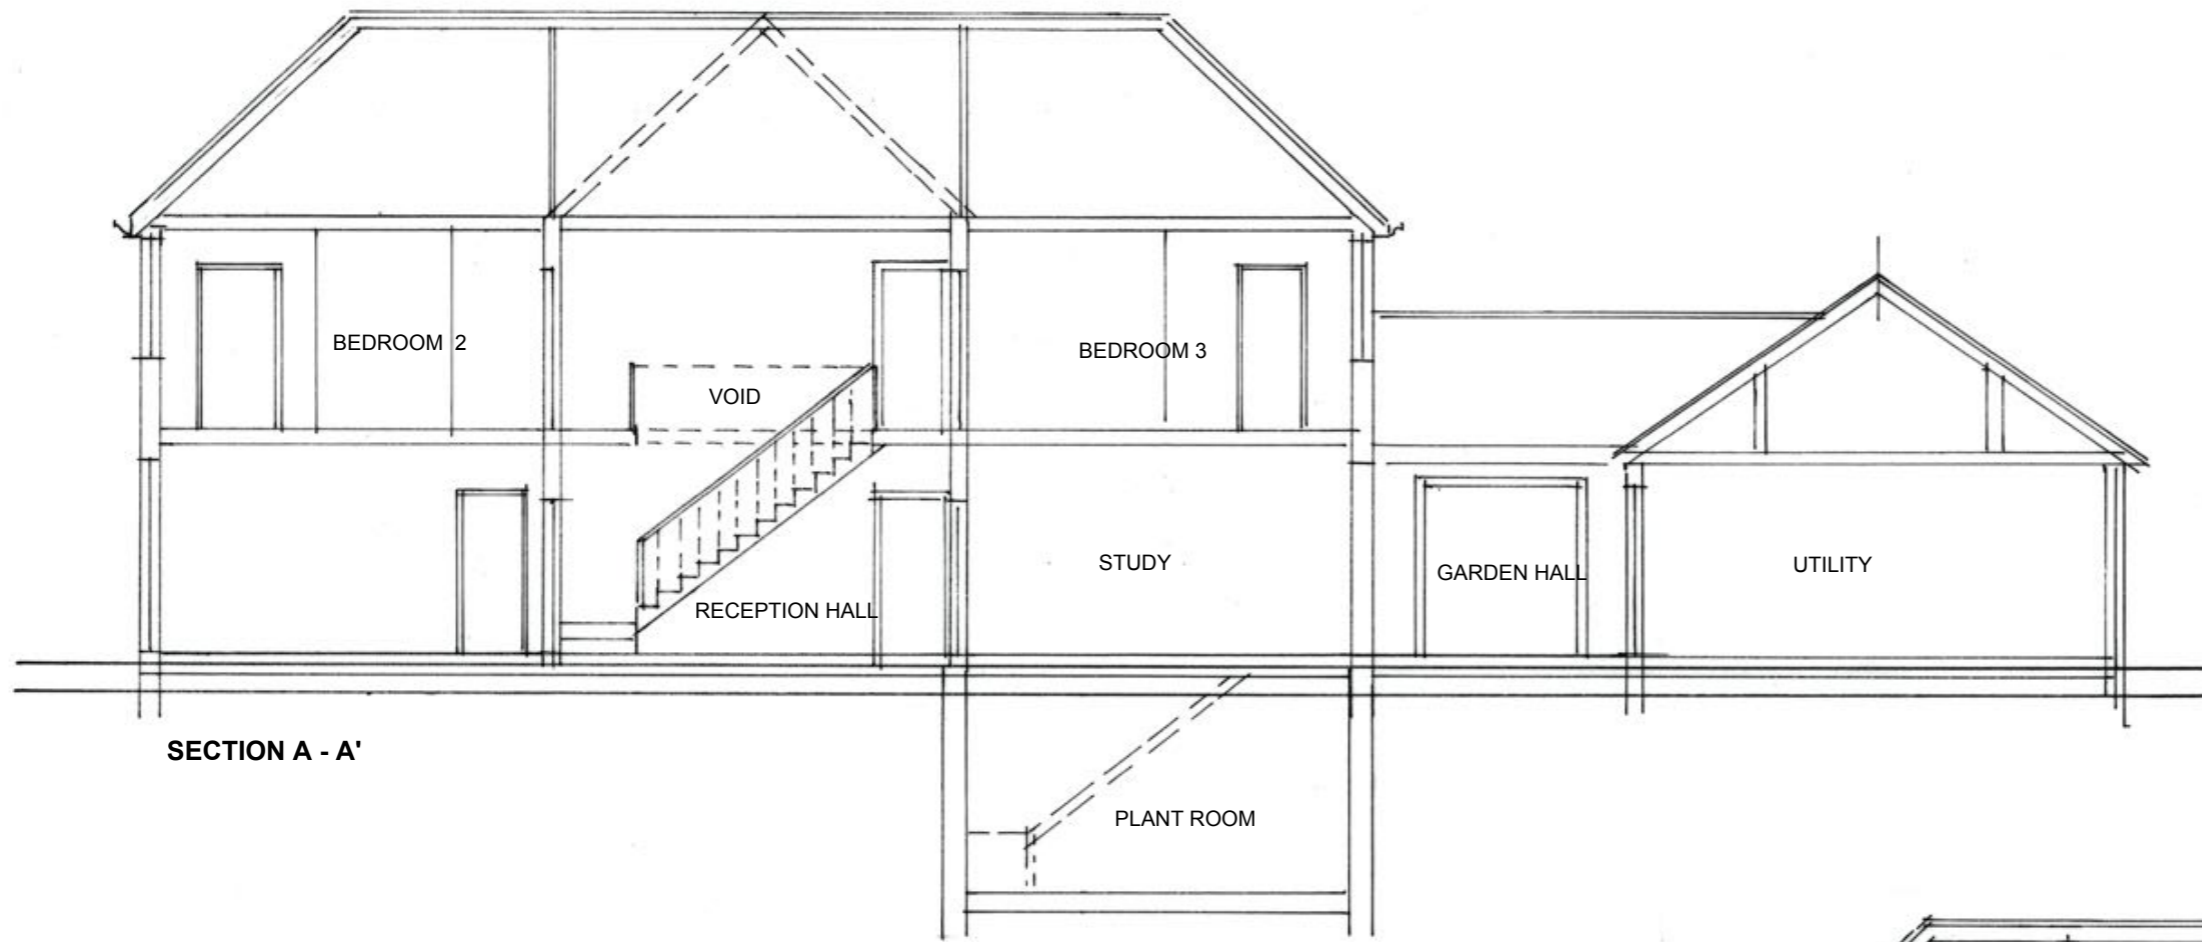 BEDROOM 2
BEDROOM 3
VOID
STUDY
GARDEN HALL
UTILITY
RECEPTION HALL
SECTION A - A'
PLANT ROOM